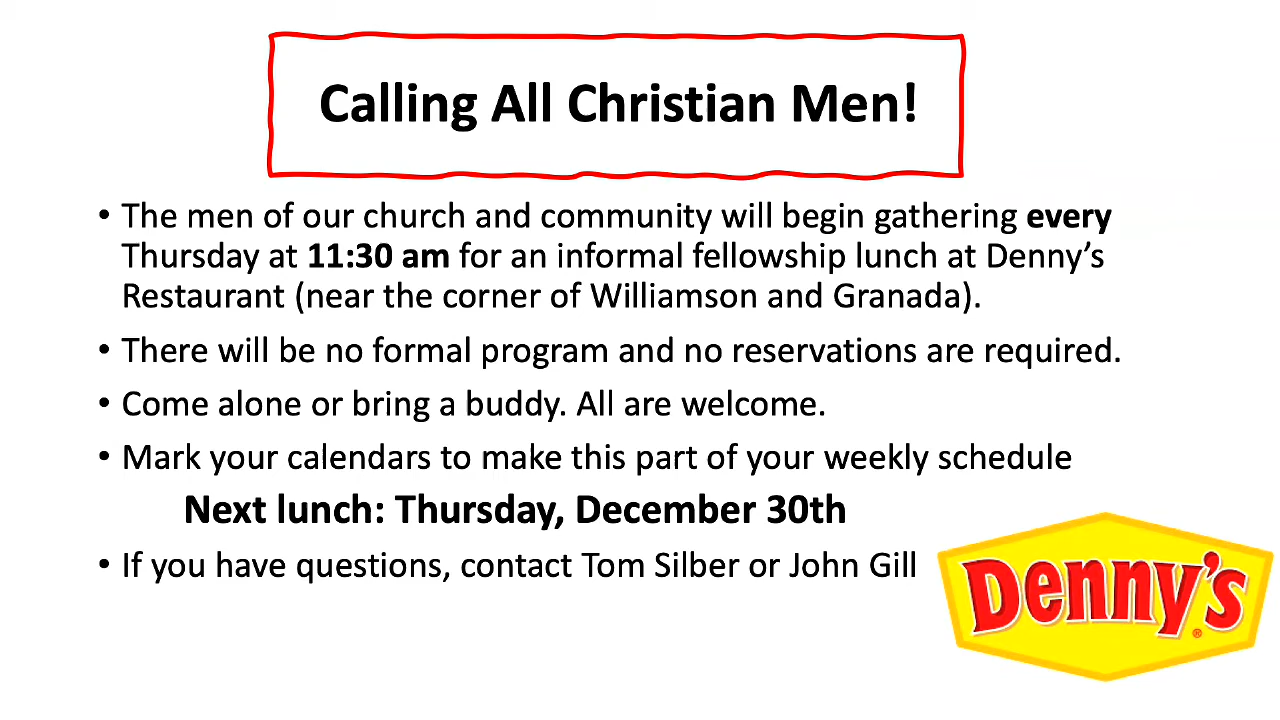 Calling All Christian Men!
• The men of our church and community will begin gathering every
Thursday at 11:30 am for an informal fellowship lunch at Denny’s
Restaurant (near the corner of Williamson and Granada).
• There will be no formal program and no reservations are required.
• Come alone or bring a buddy. All are welcome.
• Mark your calendars to make this part of your weekly schedule
Next lunch: Thursday, December 30th
• If you have questions, contact Tom Silber or John Gill
Denny's®